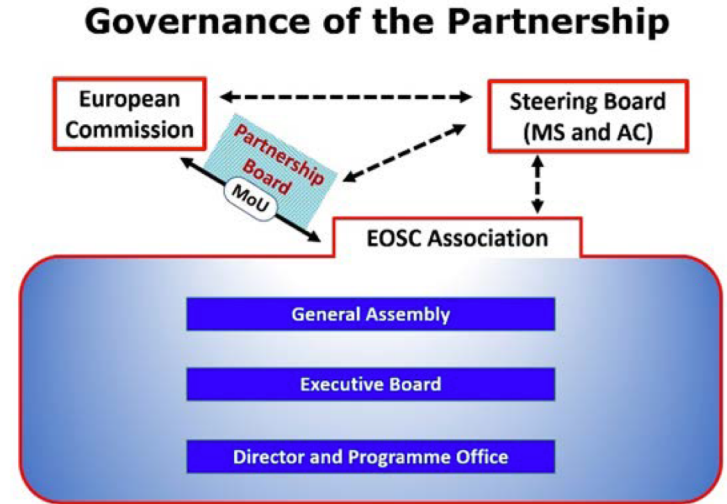 Governance of the Partnership
European
Commission
Steering Board
(MS and AC)
Partnership
Board
MoU
EOSC Association
General Assembly
Executive Board
Director and Programme Office